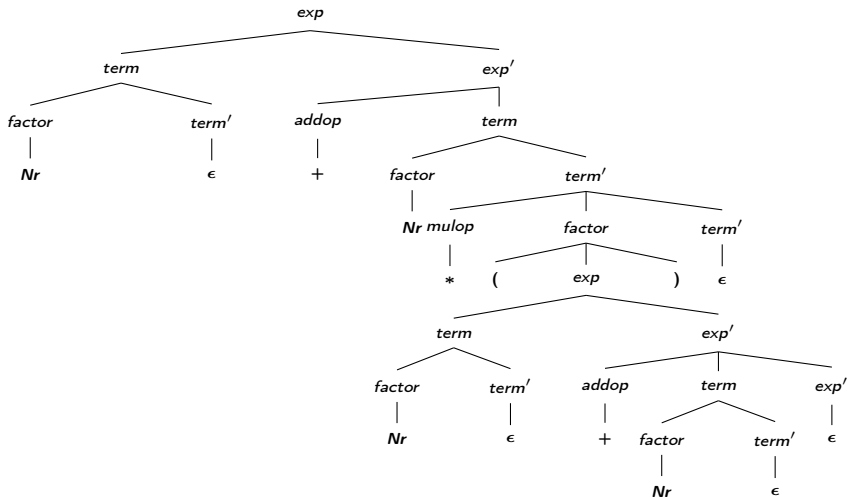 exp
term exp′
factor term′ addop term
Nr ϵ + factor term′
Nr mulop factor term′
* ( exp ) ϵ
term exp′
factor term′ addop term exp′
Nr ϵ + factor term′ ϵ
Nr ϵ